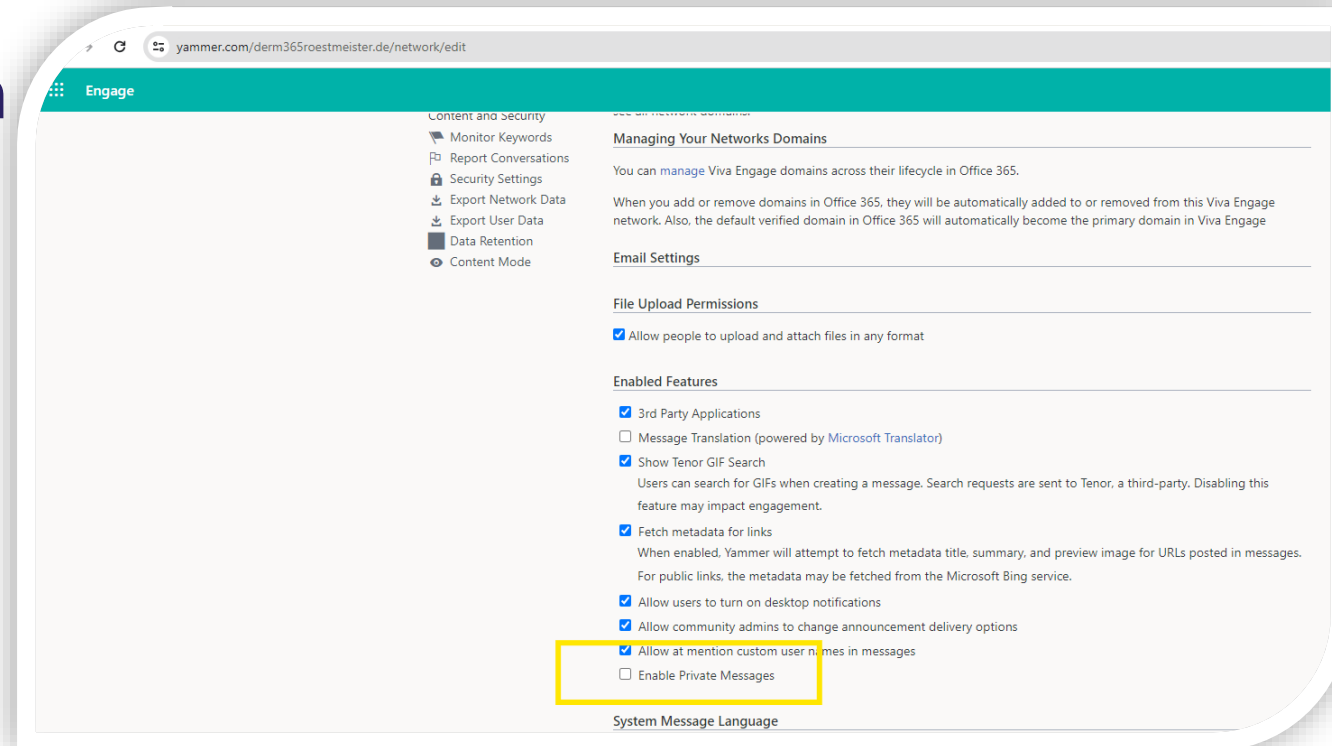 yammer.com/derm365roestmeister.de/network/edit
Engage
Content and Security
Monitor Keywords
Report Conversations
Security Settings
Export Network Data
Export User Data
Data Retention
Content Mode
see all network domains.
Managing Your Networks Domains
You can manage Viva Engage domains across their lifecycle in Office 365.
When you add or remove domains in Office 365, they will be automatically added to or removed from this Viva Engage
network. Also, the default verified domain in Office 365 will automatically become the primary domain in Viva Engage
Email Settings
File Upload Permissions
Allow people to upload and attach files in any format
Enabled Features
3rd Party Applications
Message Translation (powered by Microsoft Translator)
Show Tenor GIF Search
Users can search for GIFs when creating a message. Search requests are sent to Tenor, a third-party. Disabling this
feature may impact engagement.
Fetch metadata for links
When enabled, Yammer will attempt to fetch metadata title, summary, and preview image for URLs posted in messages.
For public links, the metadata may be fetched from the Microsoft Bing service.
Allow users to turn on desktop notifications
Allow community admins to change announcement delivery options
Allow at mention custom user names in messages
Enable Private Messages
System Message Language